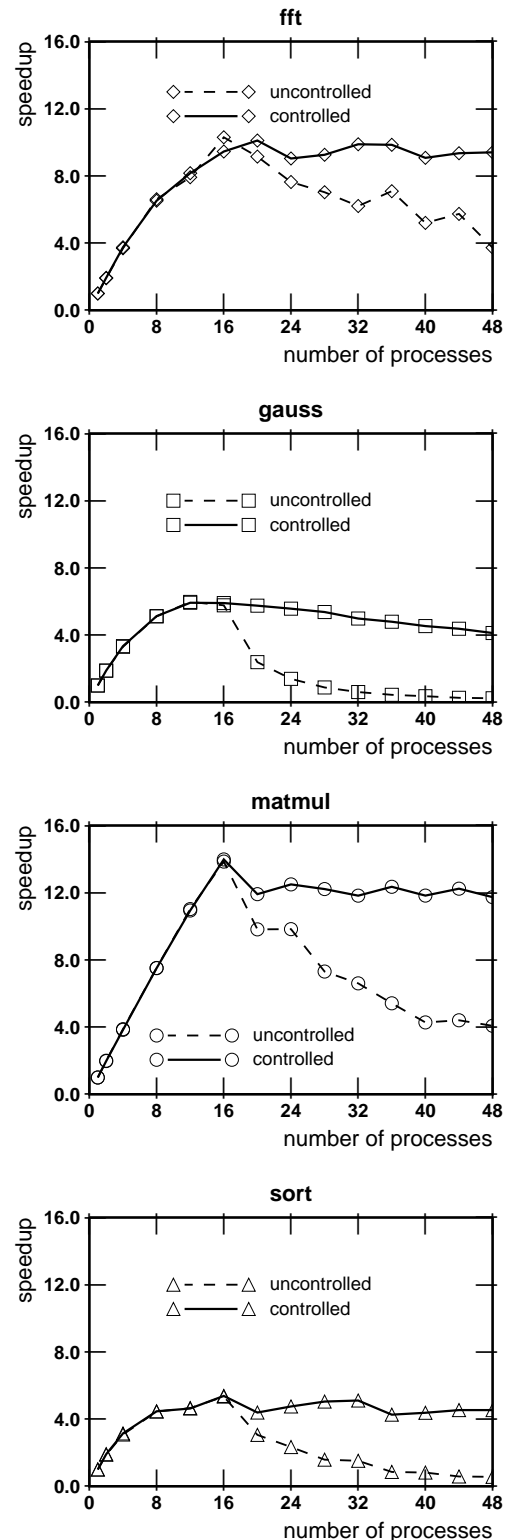 fft
speedup
16.0
12.0
8.0
4.0
0.0
uncontrolled
controlled
0 8 16 24 32 40 48
number of processes
gauss
speedup
16.0
12.0
8.0
4.0
0.0
uncontrolled
controlled
0 8 16 24 32 40 48
number of processes
matmul
speedup
16.0
12.0
8.0
4.0
0.0
uncontrolled
controlled
0 8 16 24 32 40 48
number of processes
sort
speedup
16.0
12.0
8.0
4.0
0.0
uncontrolled
controlled
0 8 16 24 32 40 48
number of processes